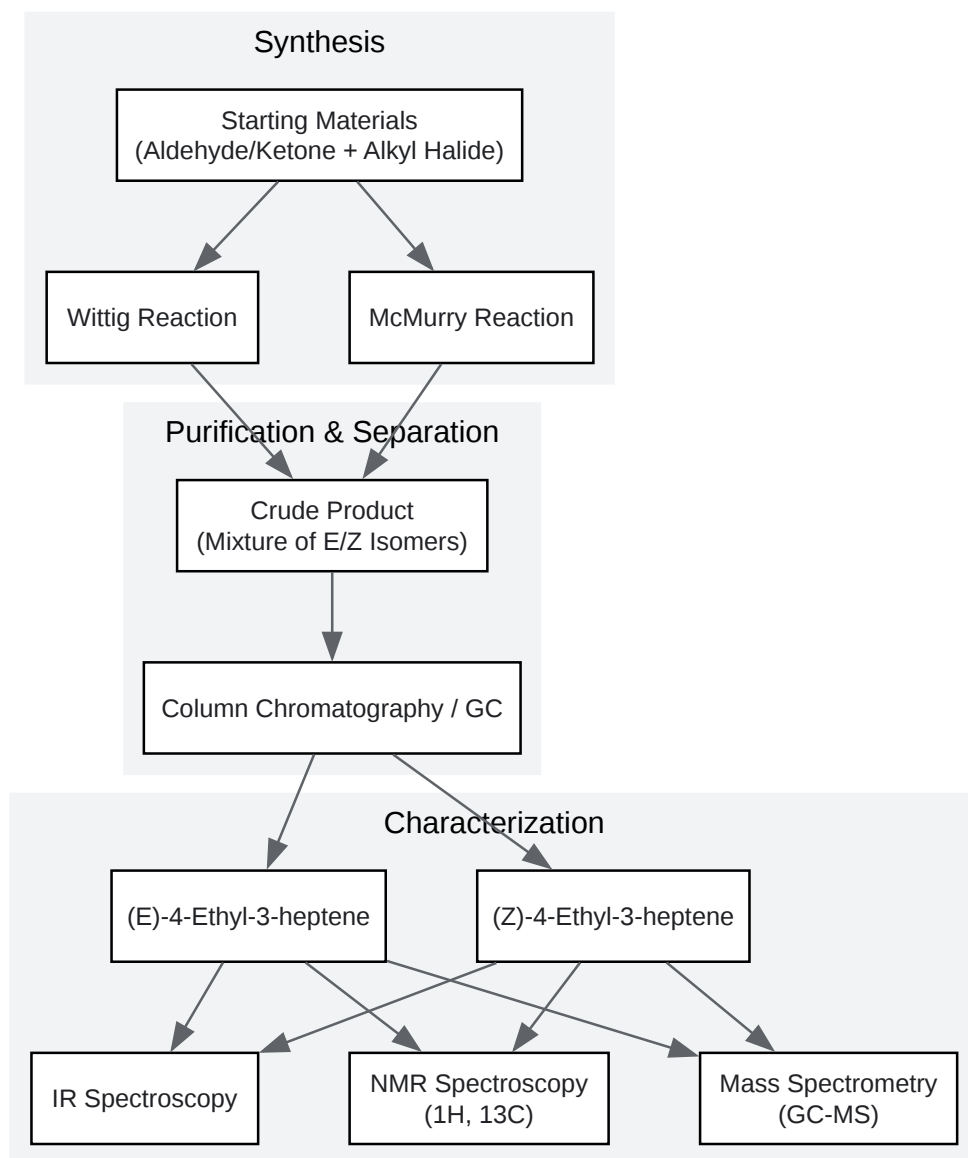 Synthesis
Starting Materials
(Aldehyde/Ketone + Alkyl Halide)
Wittig Reaction
McMurry Reaction
Purification & Separation
Crude Product
(Mixture of E/Z Isomers)
Column Chromatography / GC
Characterization
(E)-4-Ethyl-3-heptene
(Z)-4-Ethyl-3-heptene
IR Spectroscopy
NMR Spectroscopy
(1H, 13C)
Mass Spectrometry
(GC-MS)